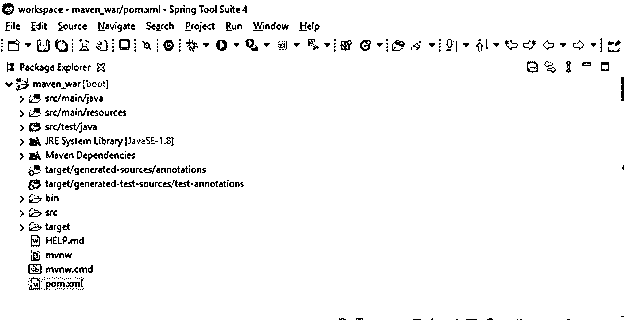 workspace - maven_war/pom.xml - Spring Tool Suite 4
File Edit Source Navigate Search Project Run Window Help
Package Explorer
maven_war [boot]
src/main/java
src/main/resources
src/test/java
JRE System Library [JavaSE-1.8]
Maven Dependencies
target/generated-sources/annotations
target/generated-test-sources/test-annotations
bin
src
target
HELP.md
mvnw
mvnw.cmd
pom.xml